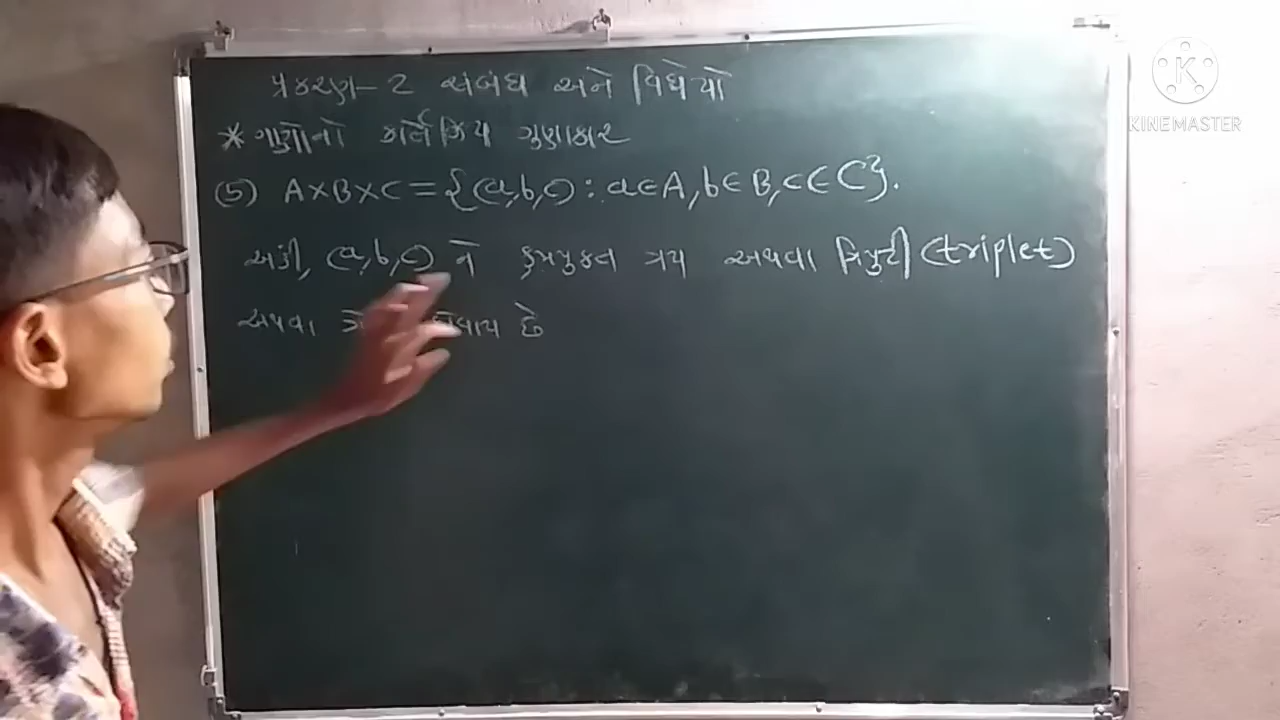 પ્રકરણ-2 સંબંધ અને વિધેયો
* ગણોનો કાર્તેઝિય ગુણાકાર
(5) A×B×C = {(a,b,c) : a∈A, b∈B, c∈C}.
અહીં, (a,b,c) ને ક્રમયુક્ત ત્રય અથવા ત્રિપુટી (triplet)
અથવા કહેવાય છે
KINEMASTER